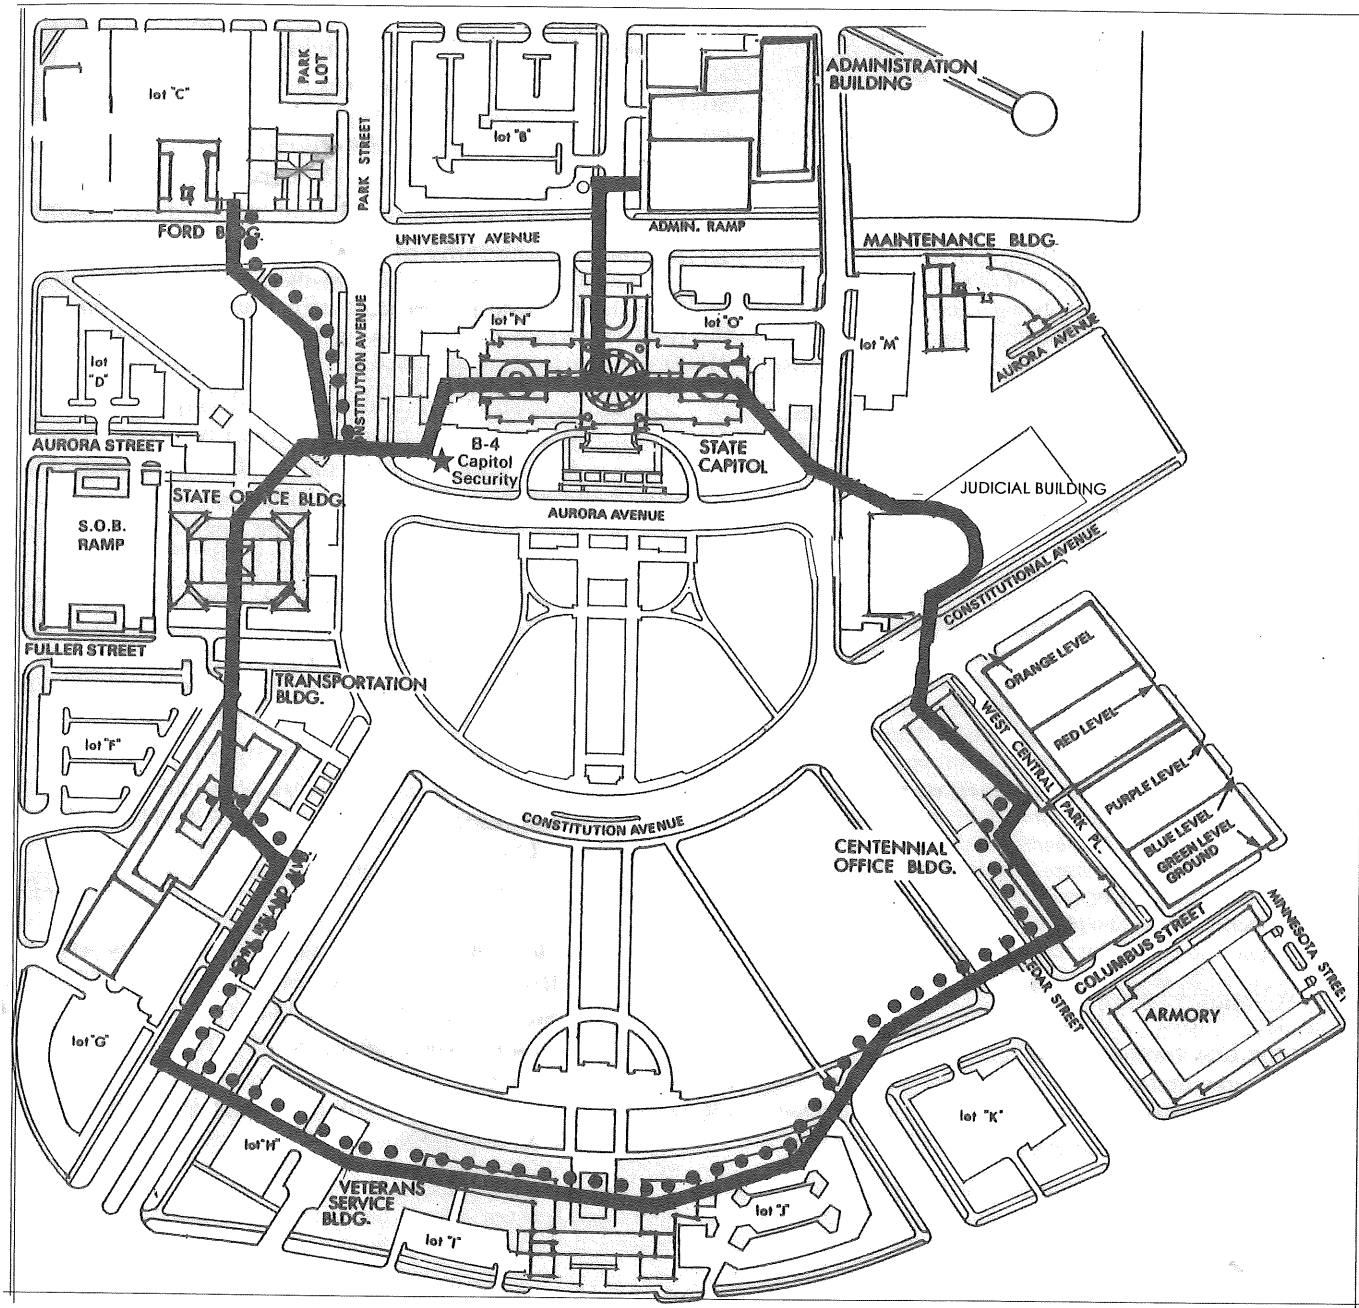 PARK
LOT
lot "C"
PARK STREET
lot "B"
ADMINISTRATION
BUILDING
FORD B G.
UNIVERSITY AVENUE
ADMIN. RAMP
MAINTENANCE BLDG.
CONSTITUTION AVENUE
lot "N"
lot "O"
lot "M"
AURORA AVENUE
lot
"D"
AURORA STREET
B-4
Capitol
Security
STATE
CAPITOL
JUDICIAL BUILDING
STATE OFFICE BLDG.
AURORA AVENUE
S.O.B.
RAMP
CONSTITUTIONAL AVENUE
FULLER STREET
TRANSPORTATION
BLDG.
ORANGE LEVEL
RED LEVEL
PURPLE LEVEL
BLUE LEVEL
GREEN LEVEL
GROUND
WEST CENTRAL PARK PL.
lot "F"
CONSTITUTION AVENUE
CENTENNIAL
OFFICE BLDG.
JOHN IRELAND BLVD.
COLUMBUS STREET
MINNESOTA STREET
CEDAR STREET
ARMORY
lot "G"
lot "K"
lot "H"
VETERANS
SERVICE
BLDG.
lot "I"
lot "J"